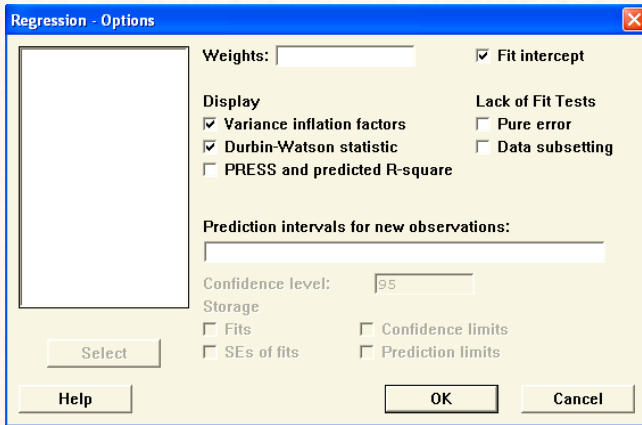 Regression - Options
Weights:
Fit intercept
Display
Lack of Fit Tests
Variance inflation factors
Pure error
Durbin-Watson statistic
Data subsetting
PRESS and predicted R-square
Prediction intervals for new observations:
Confidence level: 95
Storage
Fits
Confidence limits
SEs of fits
Prediction limits
Select
Help
OK
Cancel